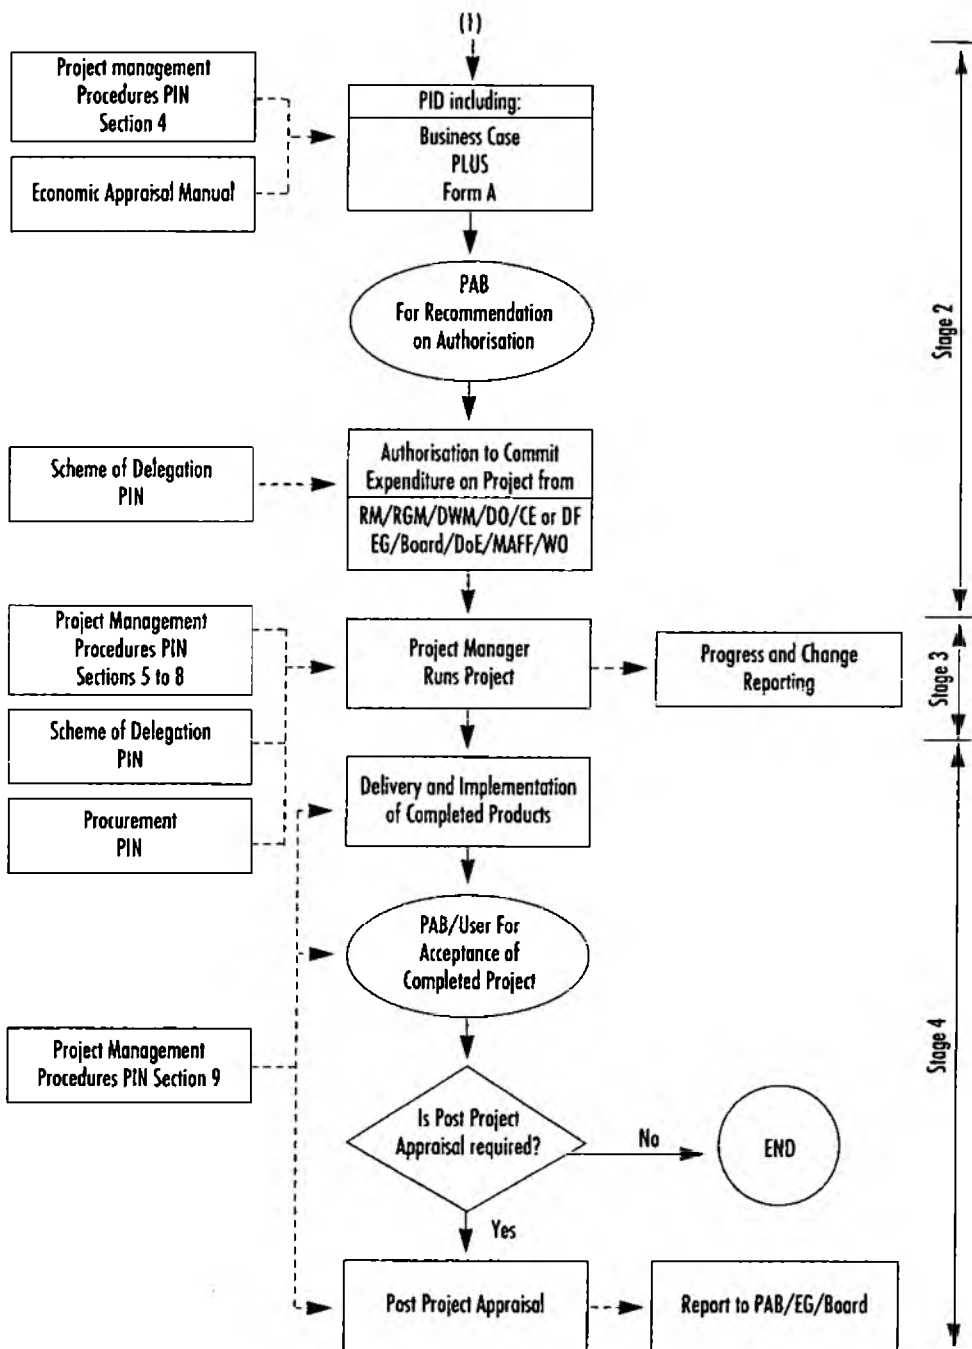 (1)
Project management
Procedures PIN
Section 4
Economic Appraisal Manual
PID including:
Business Case
PLUS
Form A
PAB
For Recommendation
on Authorisation
Stage 2
Scheme of Delegation
PIN
Authorisation to Commit
Expenditure on Project from
RM/RGM/DWM/DO/CE or DF
EG/Board/DoE/MAFF/WO
Project Management
Procedures PIN
Sections 5 to 8
Project Manager
Runs Project
Progress and Change
Reporting
Stage 3
Scheme of Delegation
PIN
Procurement
PIN
Delivery and Implementation
of Completed Products
PAB/User For
Acceptance of
Completed Project
Project Management
Procedures PIN Section 9
Is Post Project
Appraisal required?
No
END
Yes
Stage 4
Post Project Appraisal
Report to PAB/EG/Board